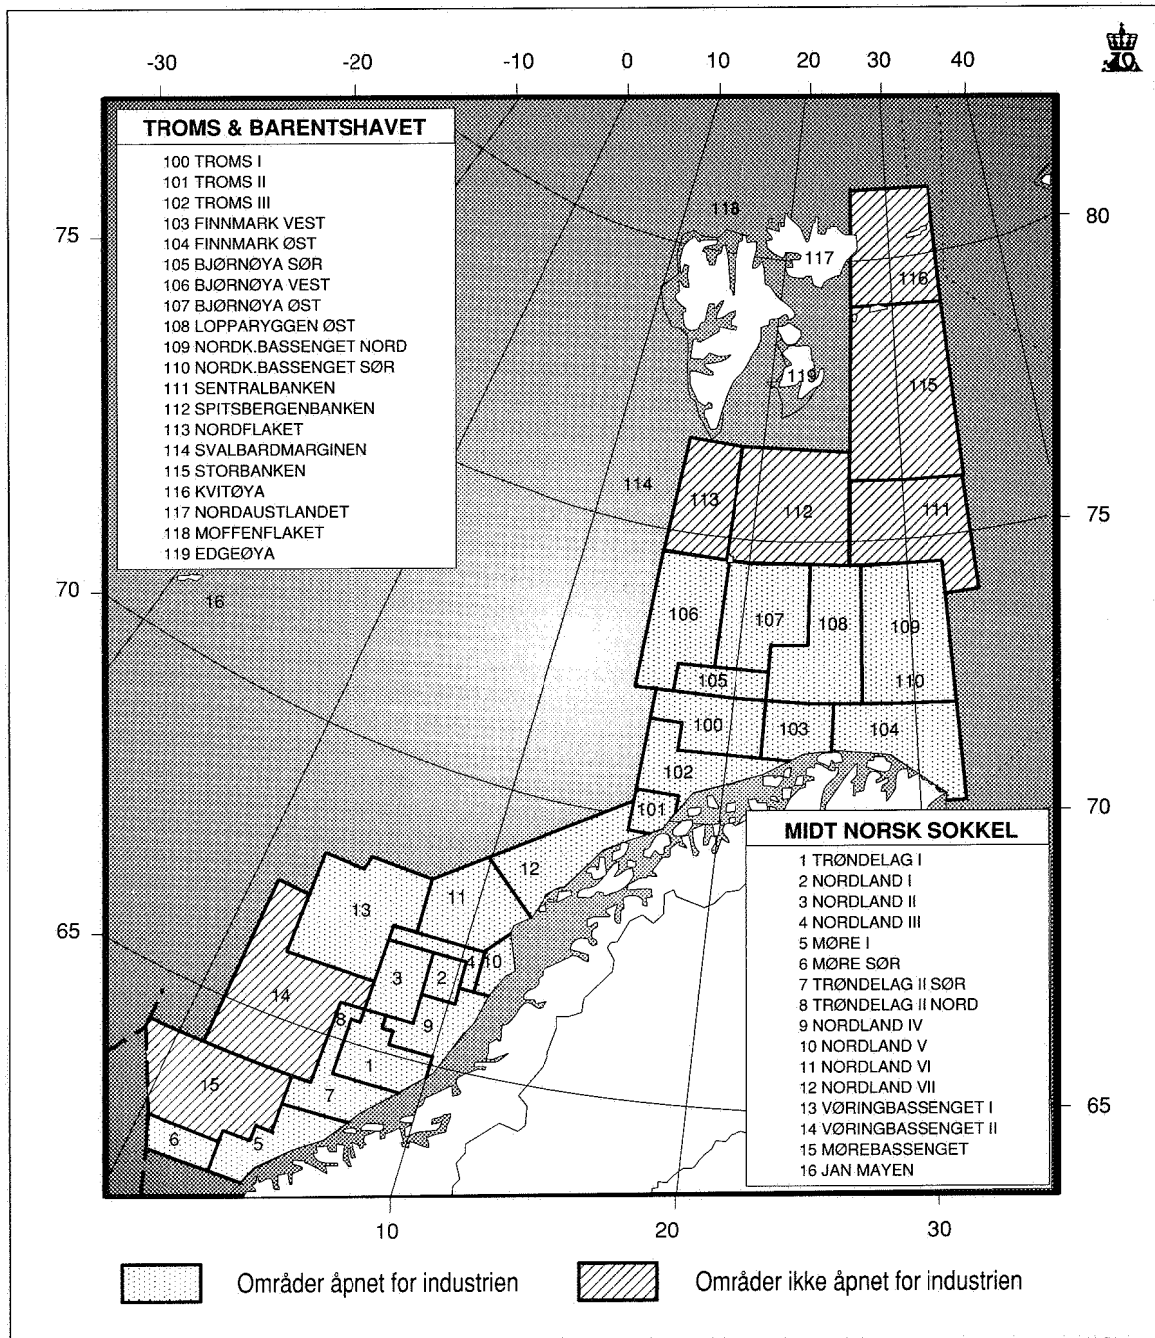 -30 -20 -10 0 10 20 30 40
TROMS & BARENTSHAVET
100 TROMS I
101 TROMS II
102 TROMS III
103 FINNMARK VEST
104 FINNMARK ØST
105 BJØRNØYA SØR
106 BJØRNØYA VEST
107 BJØRNØYA ØST
108 LOPPARYGGEN ØST
109 NORDK.BASSENGET NORD
110 NORDK.BASSENGET SØR
111 SENTRALBANKEN
112 SPITSBERGENBANKEN
113 NORDFLAKET
114 SVALBARDMARGINEN
115 STORBANKEN
116 KVITØYA
117 NORDAUSTLANDET
118 MOFFENFLAKET
119 EDGEØYA
118
80
75
117
116
119
115
114
113
112
111
75
70
16
106
107
108
109
105
110
100
103
104
102
101
70
12
11
13
65
3
2
4
10
14
8
9
1
15
7
6
5
65
MIDT NORSK SOKKEL
1 TRØNDELAG I
2 NORDLAND I
3 NORDLAND II
4 NORDLAND III
5 MØRE I
6 MØRE SØR
7 TRØNDELAG II SØR
8 TRØNDELAG II NORD
9 NORDLAND IV
10 NORDLAND V
11 NORDLAND VI
12 NORDLAND VII
13 VØRINGBASSENGET I
14 VØRINGBASSENGET II
15 MØREBASSENGET
16 JAN MAYEN
10 20 30
Områder åpnet for industrien
Områder ikke åpnet for industrien